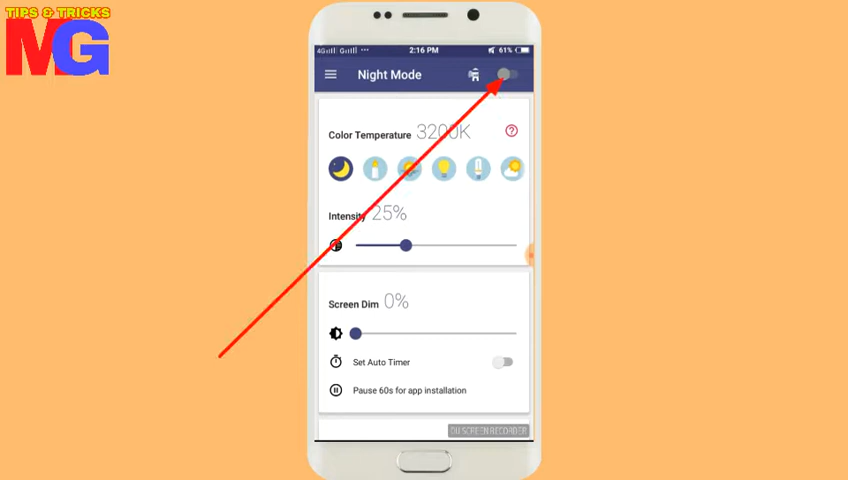 TIPS & TRICKS
MG
4G G 2:16 PM 61%
Night Mode
Color Temperature 3200K
Intensity 25%
Screen Dim 0%
Set Auto Timer
Pause 60s for app installation
DU SCREEN RECORDER